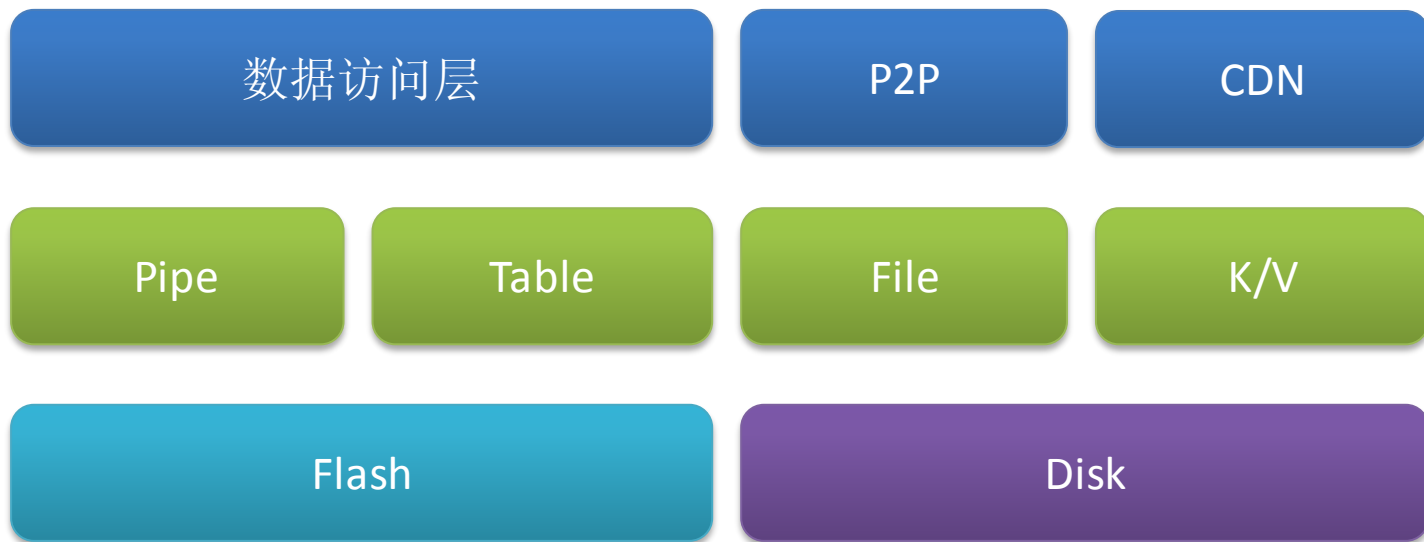 数据访问层
P2P
CDN
Pipe
Table
File
K/V
Flash
Disk